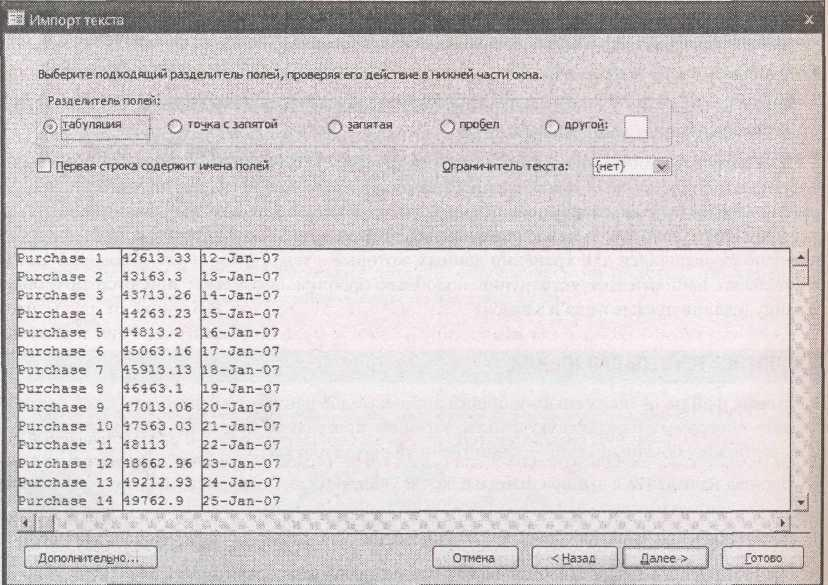 Импорт текста
Выберите подходящий разделитель полей, проверяя его действие в нижней части окна.
Разделитель полей:
табуляция точка с запятой запятая пробел другой:
Первая строка содержит имена полей Ограничитель текста: {нет}
Purchase 1 42613.33 12-Jan-07
Purchase 2 43163.3 13-Jan-07
Purchase 3 43713.26 14-Jan-07
Purchase 4 44263.23 15-Jan-07
Purchase 5 44813.2 16-Jan-07
Purchase 6 45063.16 17-Jan-07
Purchase 7 45913.13 18-Jan-07
Purchase 8 46463.1 19-Jan-07
Purchase 9 47013.06 20-Jan-07
Purchase 10 47563.03 21-Jan-07
Purchase 11 48113 22-Jan-07
Purchase 12 48662.96 23-Jan-07
Purchase 13 49212.93 24-Jan-07
Purchase 14 49762.9 25-Jan-07
Дополнительно... Отмена < Назад Далее > Готово